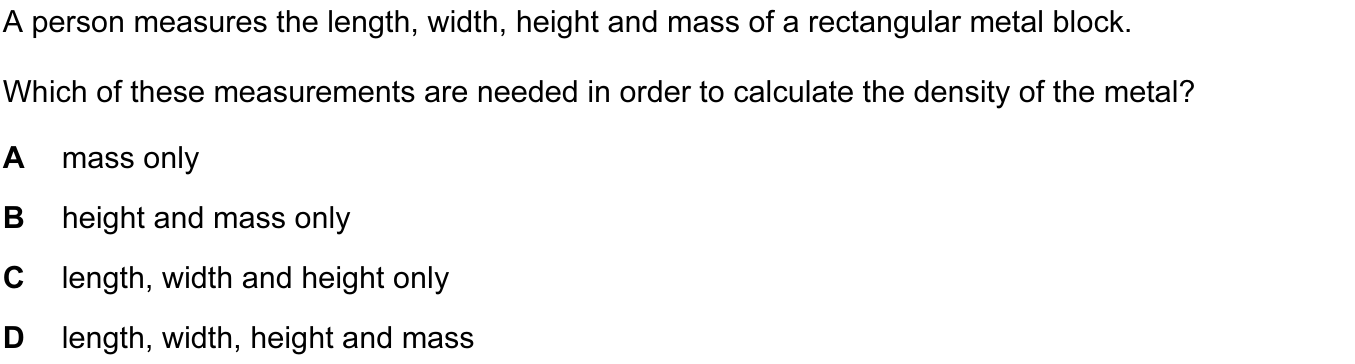 A person measures the length, width, height and mass of a rectangular metal block.
Which of these measurements are needed in order to calculate the density of the metal?
A mass only
B height and mass only
C length, width and height only
D length, width, height and mass